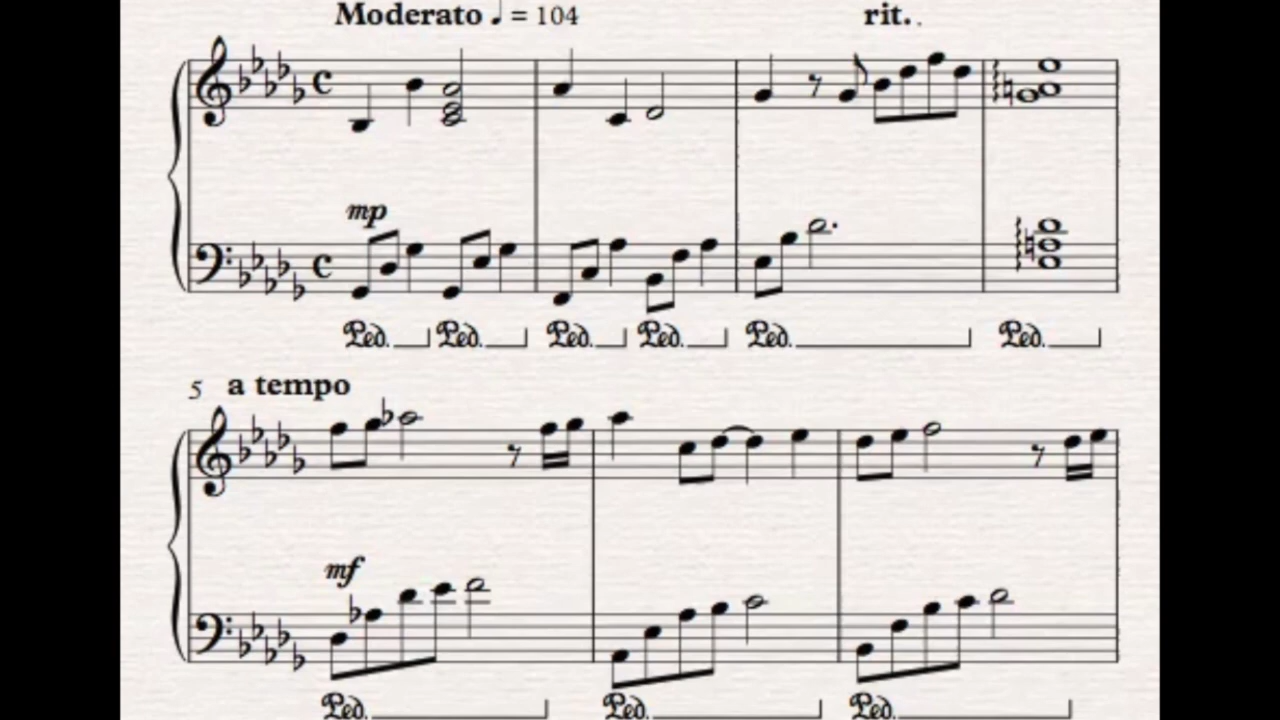 Moderato ♩ = 104 rit.
mp
Ped. Ped. Ped. Ped. Ped. Ped.
5 a tempo
mf
Ped. Ped. Ped.